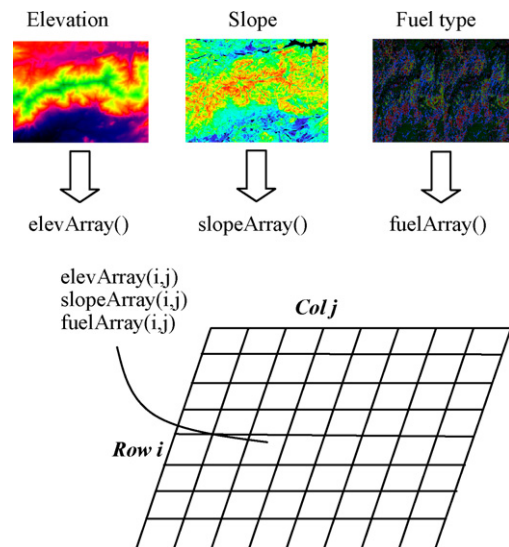 Elevation Slope Fuel type
elevArray() slopeArray() fuelArray()
elevArray(i,j)
slopeArray(i,j)
fuelArray(i,j)
Col j
Row i